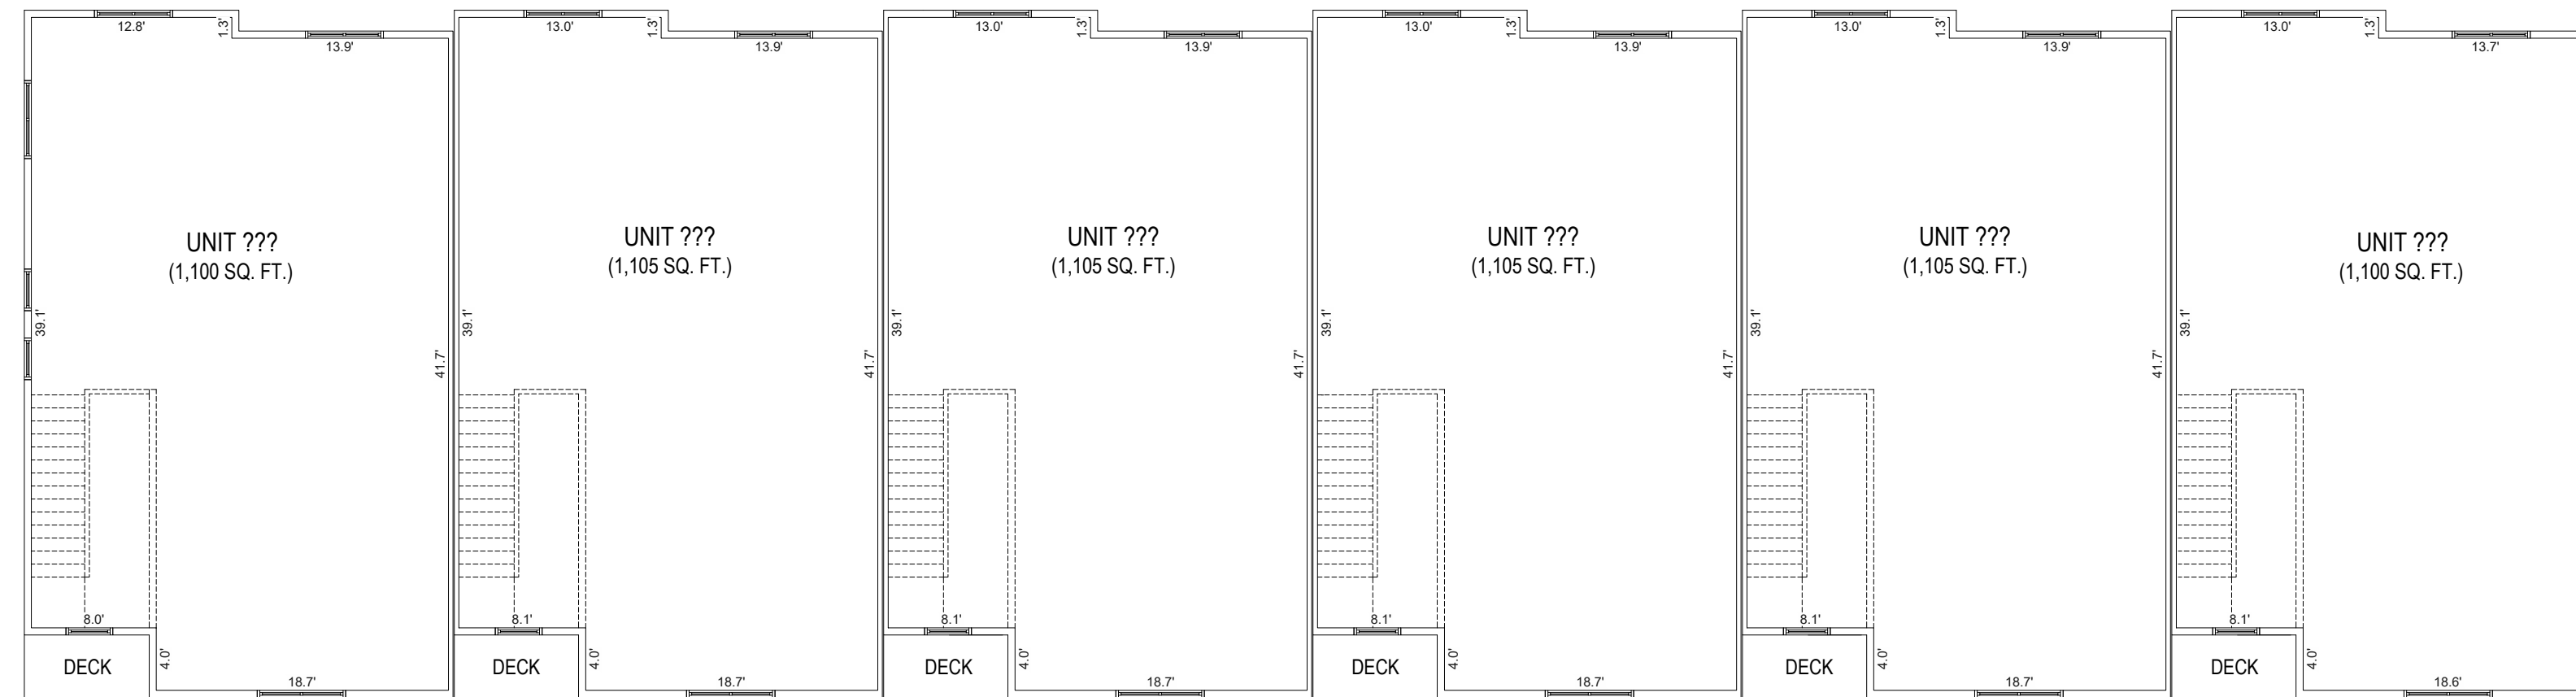 12.8'
1.3'
13.9'
UNIT ???
(1,100 SQ. FT.)
39.1'
41.7'
8.0'
DECK
4.0'
18.7'
13.0'
1.3'
13.9'
UNIT ???
(1,105 SQ. FT.)
39.1'
41.7'
8.1'
DECK
4.0'
18.7'
13.0'
1.3'
13.9'
UNIT ???
(1,105 SQ. FT.)
39.1'
41.7'
8.1'
DECK
4.0'
18.7'
13.0'
1.3'
13.9'
UNIT ???
(1,105 SQ. FT.)
39.1'
41.7'
8.1'
DECK
4.0'
18.7'
13.0'
1.3'
13.9'
UNIT ???
(1,105 SQ. FT.)
39.1'
41.7'
8.1'
DECK
4.0'
18.7'
13.0'
1.3'
13.7'
UNIT ???
(1,100 SQ. FT.)
39.1'
8.1'
DECK
4.0'
18.6'